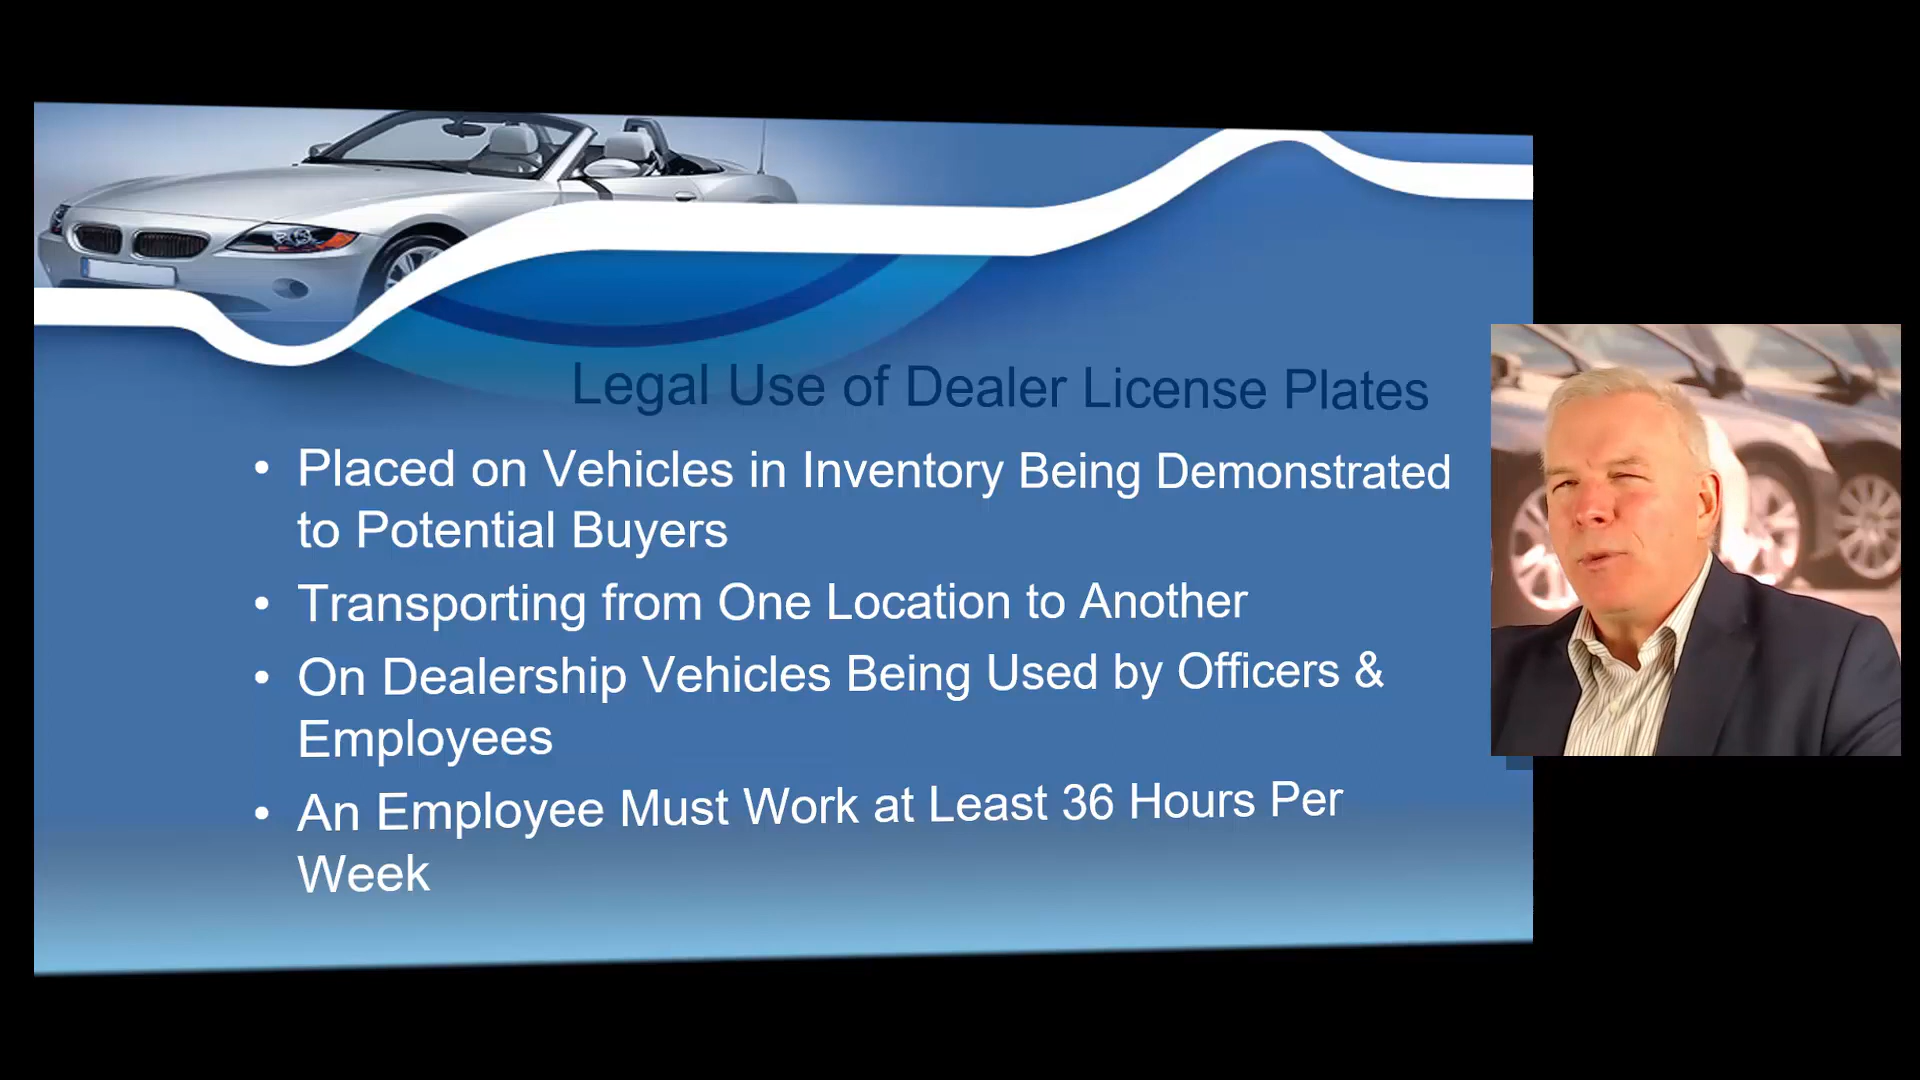 Legal Use of Dealer License Plates
• Placed on Vehicles in Inventory Being Demonstrated
to Potential Buyers
• Transporting from One Location to Another
• On Dealership Vehicles Being Used by Officers &
Employees
• An Employee Must Work at Least 36 Hours Per
Week